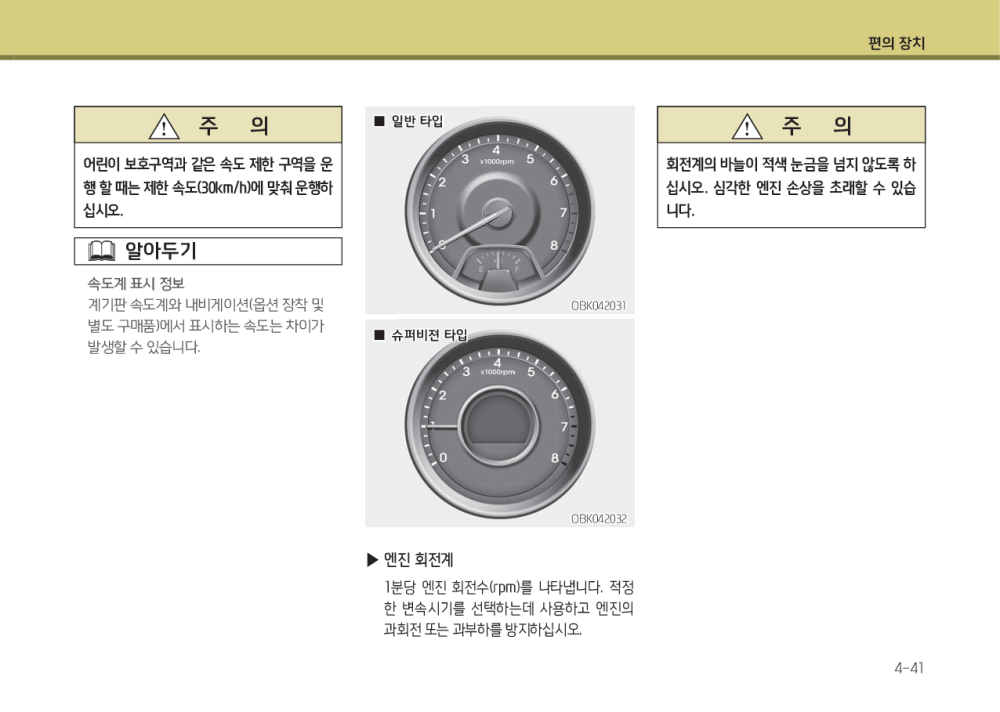 편의 장치
주 의
어린이 보호구역과 같은 속도 제한 구역을 운
행 할 때는 제한 속도(30km/h)에 맞춰 운행하
십시오.
알아두기
속도계 표시 정보
계기판 속도계와 내비게이션(옵션 장착 및
별도 구매품)에서 표시하는 속도는 차이가
발생할 수 있습니다.
■ 일반 타입
0 1 2 3 4 5 6 7 8
x1000rpm
E F
OBK042031
■ 슈퍼비젼 타입
0 1 2 3 4 5 6 7 8
x1000rpm
OBK042032
▶ 엔진 회전계
1분당 엔진 회전수(rpm)를 나타냅니다. 적정
한 변속시기를 선택하는데 사용하고 엔진의
과회전 또는 과부하를 방지하십시오.
주 의
회전계의 바늘이 적색 눈금을 넘지 않도록 하
십시오. 심각한 엔진 손상을 초래할 수 있습
니다.
4-41